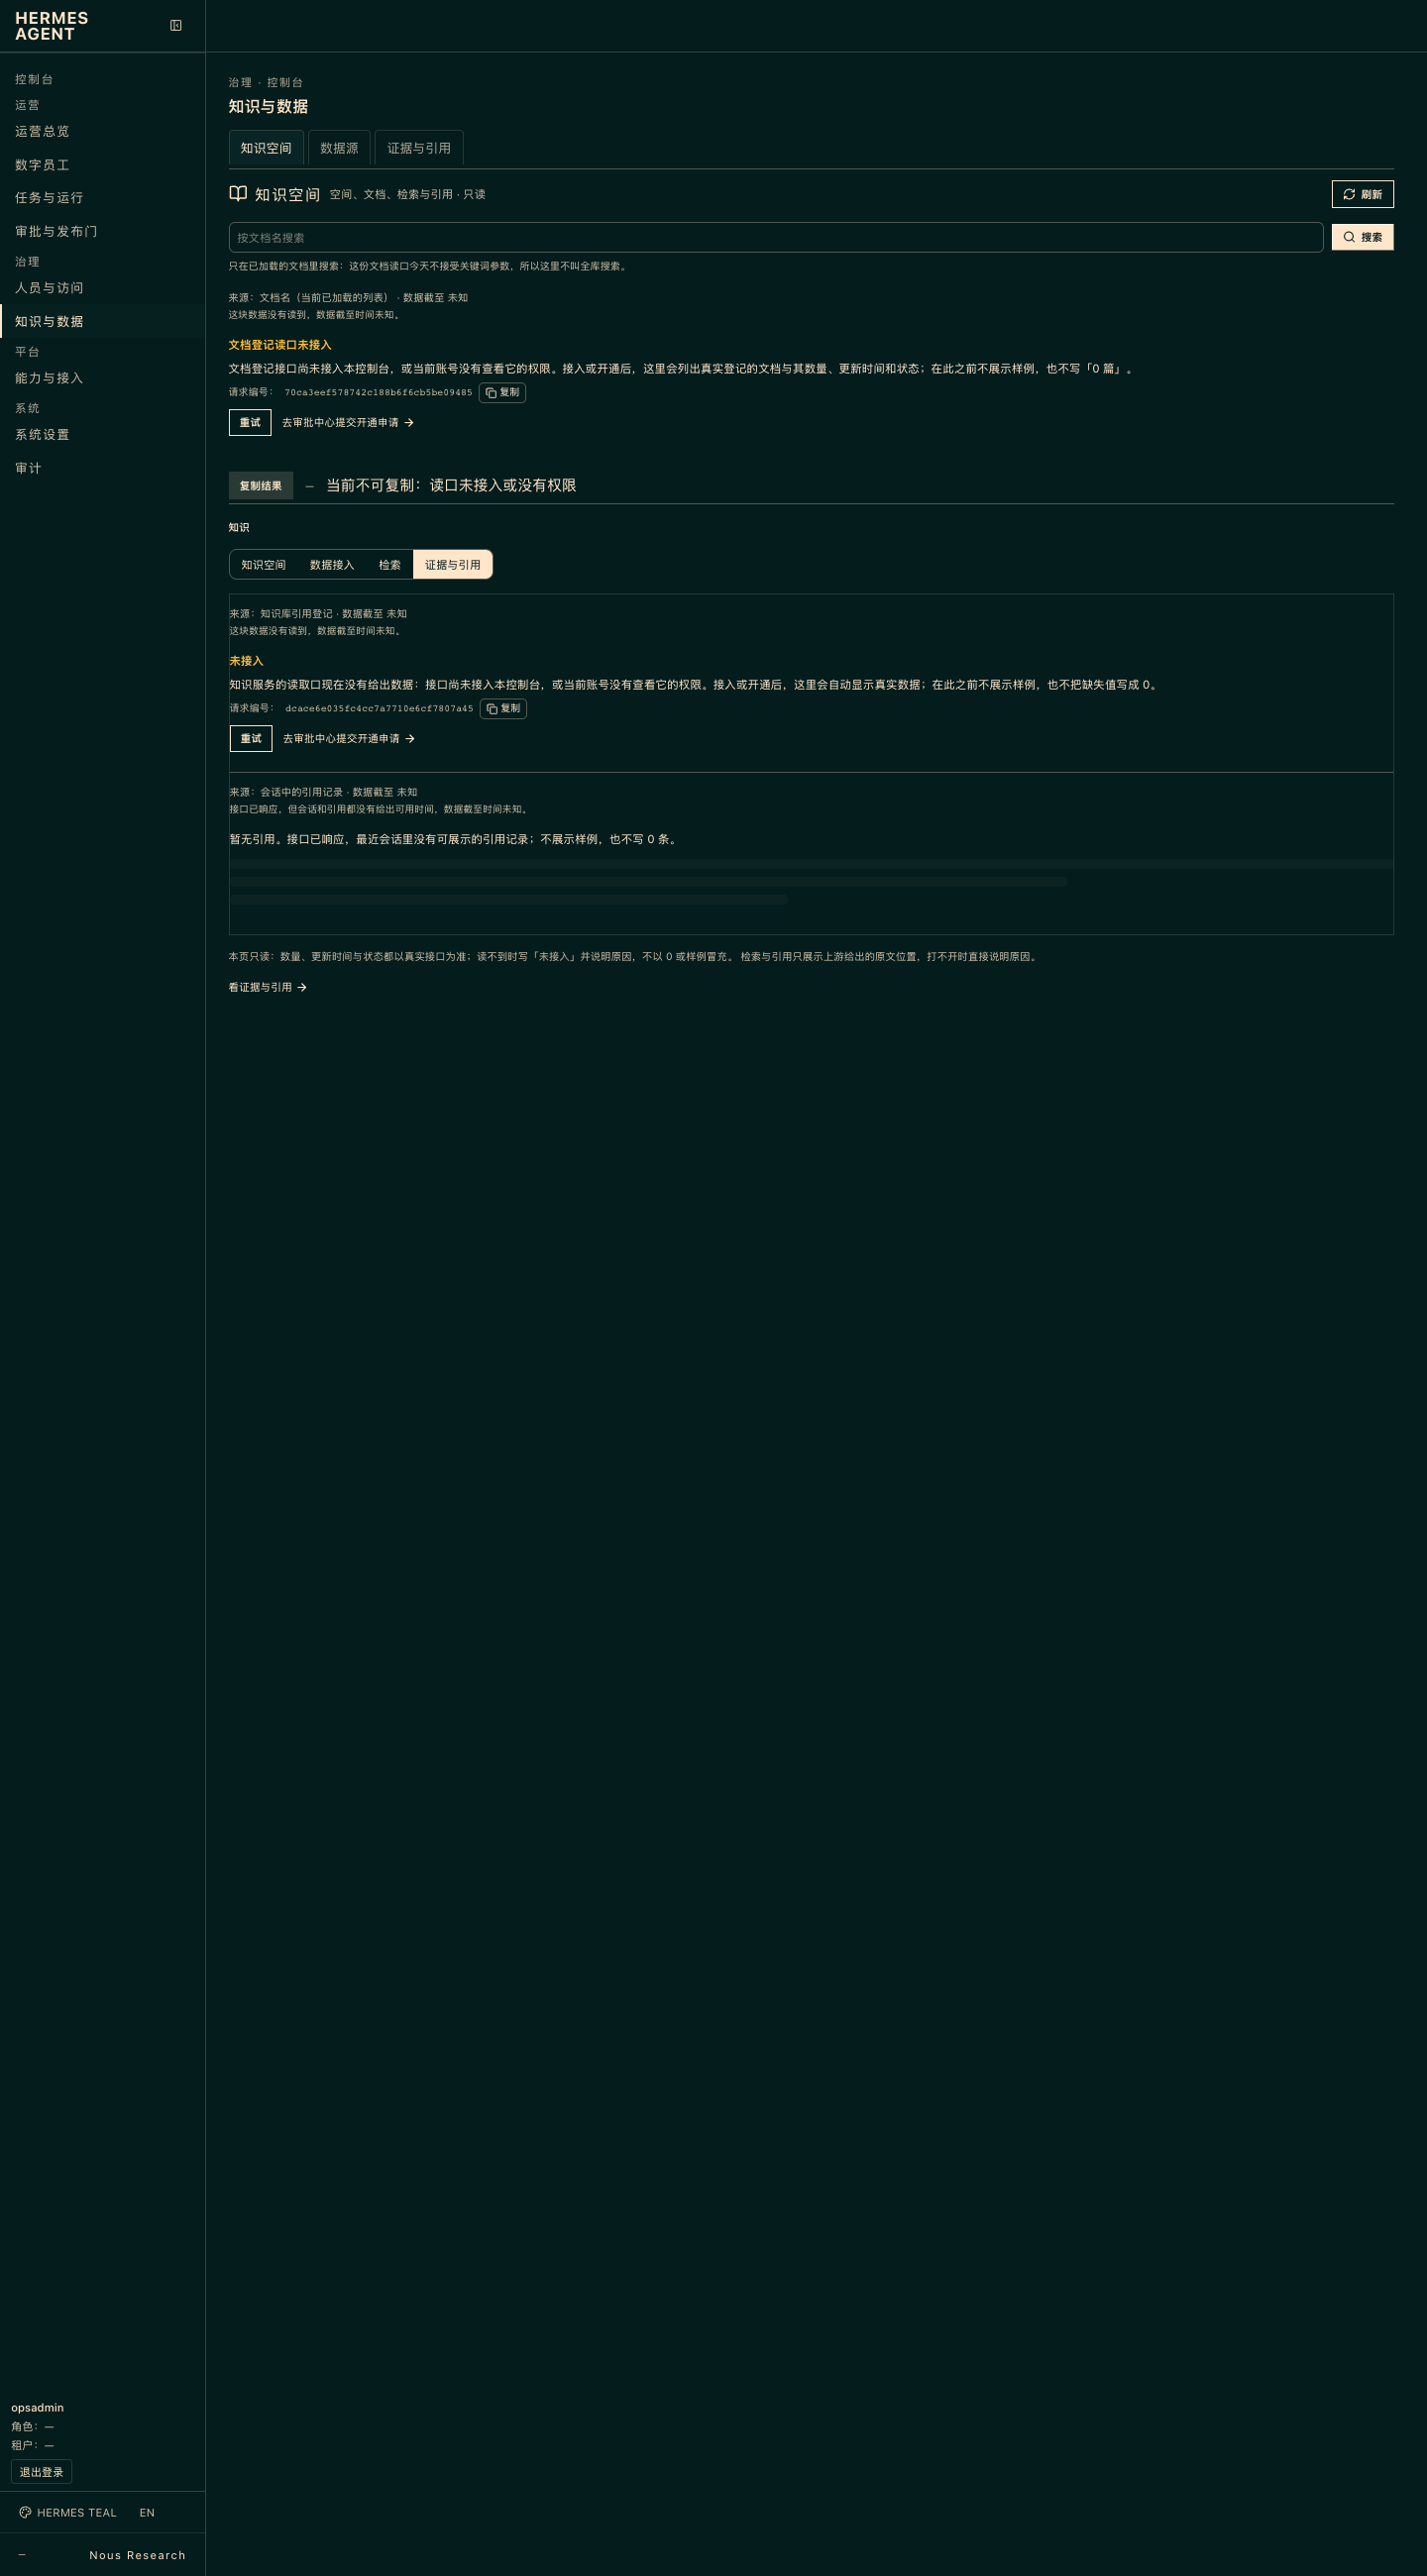 HERMES
AGENT
控制台
运营
运营总览
数字员工
任务与运行
审批与发布门
治理
人员与访问
知识与数据
平台
能力与接入
系统
系统设置
审计
opsadmin
角色：—
租户：—
退出登录
HERMES TEAL EN
— Nous Research
治理 · 控制台
知识与数据
知识空间 数据源 证据与引用
知识空间 空间、文档、检索与引用 · 只读 刷新
按文档名搜索 搜索
只在已加载的文档里搜索：这份文档读口今天不接受关键词参数，所以这里不叫全库搜索。
来源：文档名（当前已加载的列表） · 数据截至 未知
这块数据没有读到，数据截至时间未知。
文档登记读口未接入
文档登记接口尚未接入本控制台，或当前账号没有查看它的权限。接入或开通后，这里会列出真实登记的文档与其数量、更新时间和状态；在此之前不展示样例，也不写「0 篇」。
请求编号： 70ca3eef578742c188b6f6cb5be09485 复制
重试 去审批中心提交开通申请 →
复制结果 — 当前不可复制：读口未接入或没有权限
知识
知识空间 数据接入 检索 证据与引用
来源：知识库引用登记 · 数据截至 未知
这块数据没有读到，数据截至时间未知。
未接入
知识服务的读取口现在没有给出数据：接口尚未接入本控制台，或当前账号没有查看它的权限。接入或开通后，这里会自动显示真实数据；在此之前不展示样例，也不把缺失值写成 0。
请求编号： dcace6e035fc4cc7a7710e6cf7807a45 复制
重试 去审批中心提交开通申请 →
来源：会话中的引用记录 · 数据截至 未知
接口已响应，但会话和引用都没有给出可用时间，数据截至时间未知。
暂无引用。接口已响应，最近会话里没有可展示的引用记录；不展示样例，也不写 0 条。
本页只读：数量、更新时间与状态都以真实接口为准；读不到时写「未接入」并说明原因，不以 0 或样例冒充。 检索与引用只展示上游给出的原文位置，打不开时直接说明原因。
看证据与引用 →